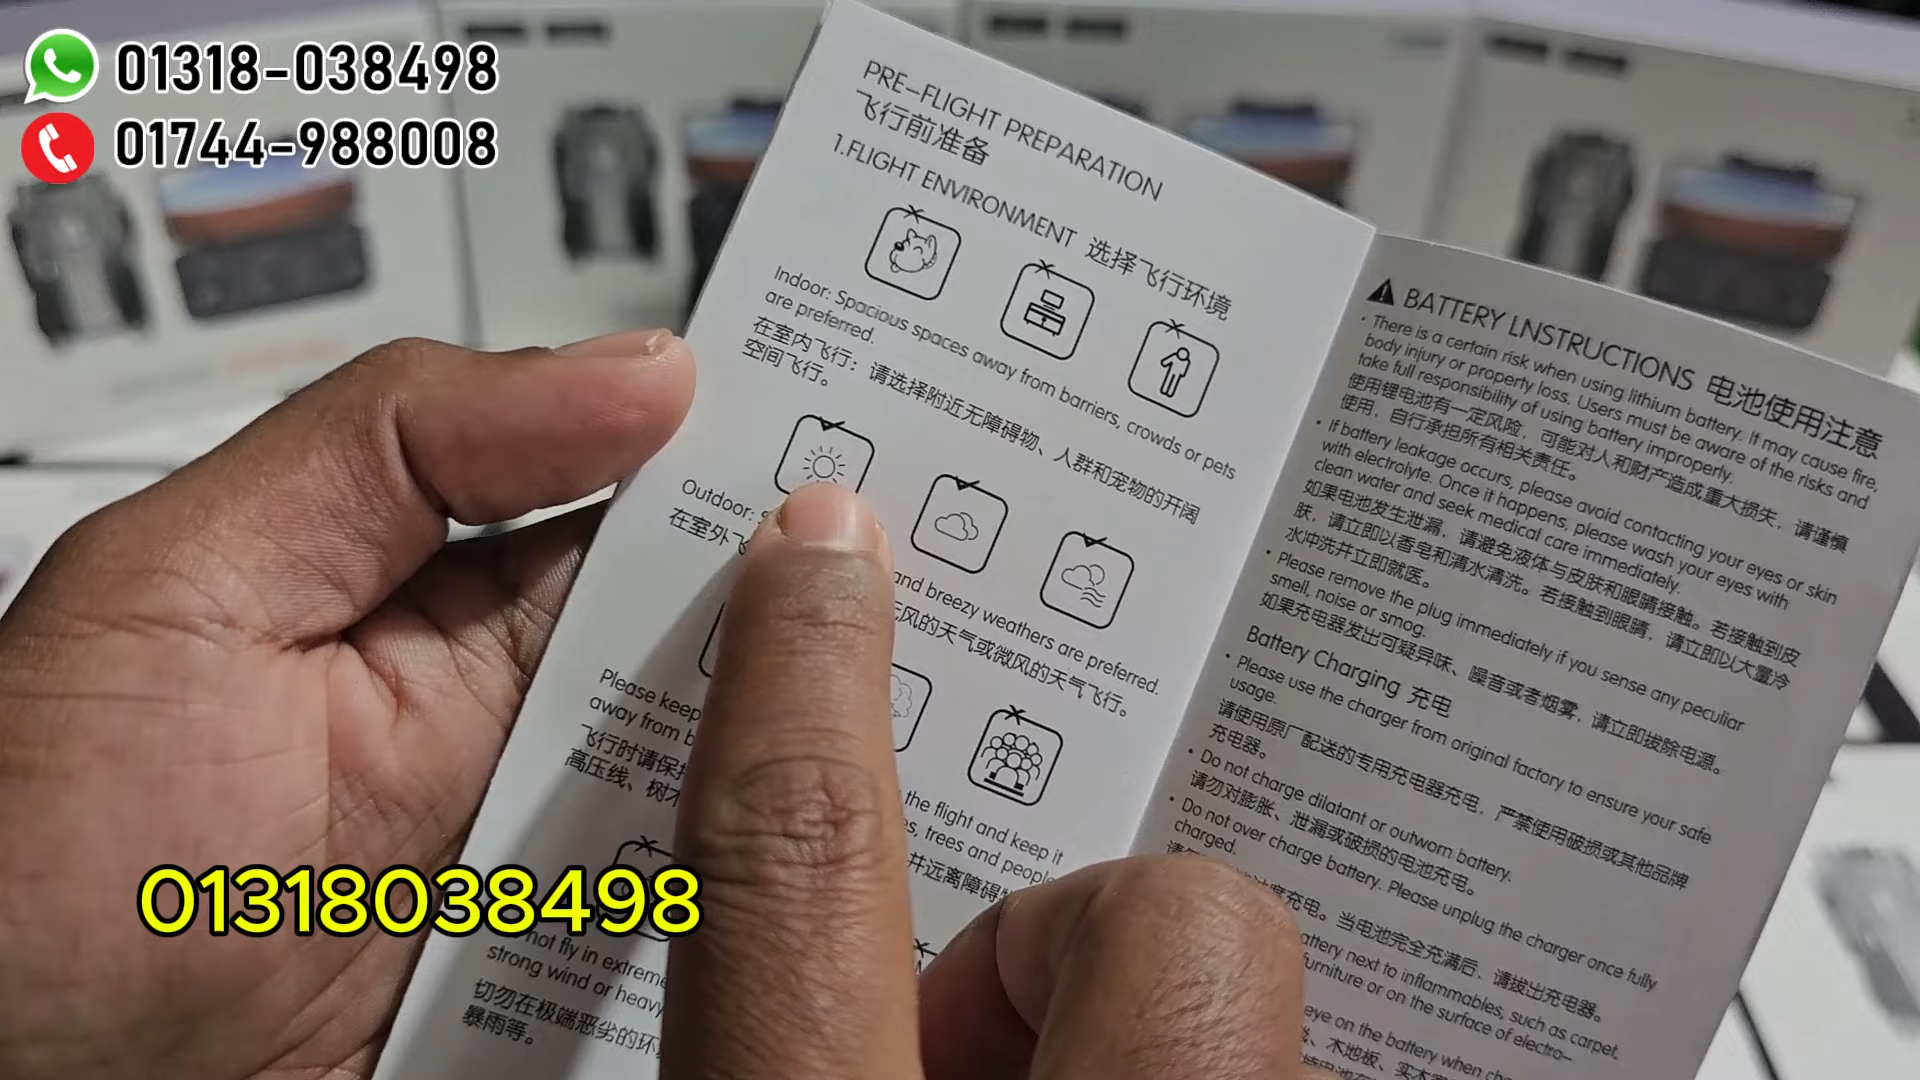 01318-038498
01744-988008
PRE-FLIGHT PREPARATION
飞行前准备
1.FLIGHT ENVIRONMENT 选择飞行环境
Indoor: Spacious spaces away from barriers, crowds or pets
are preferred.
在室内飞行：请选择附近无障碍物、人群和宠物的开阔
空间飞行。
Outdoor: and breezy weathers are preferred.
在室外飞 无风的天气或微风的天气飞行。
Please keep the flight and keep it
away from trees and people
飞行时请保持 并远离障碍物
高压线、树木
01318038498
not fly in extreme
strong wind or heavy
切勿在极端恶劣的环
暴雨等。
BATTERY LNSTRUCTIONS 电池使用注意
· There is a certain risk when using lithium battery. It may cause fire,
body injury or property loss. Users must be aware of the risks and
take full responsibility of using battery improperly.
使用锂电池有一定风险，可能对人和财产造成重大损失，请谨慎
使用，自行承担所有相关责任。
· If battery leakage occurs, please avoid contacting your eyes or skin
with electrolyte. Once it happens, please wash your eyes with
clean water and seek medical care immediately.
如果电池发生泄漏，请避免液体与皮肤和眼睛接触。若接触到皮
肤，请立即以香皂和清水清洗。若接触到眼睛，请立即以大量冷
水冲洗并立即就医。
· Please remove the plug immediately if you sense any peculiar
smell, noise or smog.
如果充电器发出可疑异味、噪音或者烟雾，请立即拔除电源。
Battery Charging 充电
· Please use the charger from original factory to ensure your safe
usage.
请使用原厂配送的专用充电器充电，严禁使用破损或其他品牌
充电器。
· Do not charge dilatant or outworn battery.
请勿对膨胀、泄漏或破损的电池充电。
· Do not over charge battery. Please unplug the charger once fully
charged.
充电。当电池完全充满后，请拔出充电器。
battery next to inflammables, such as carpet,
furniture or on the surface of electro-
eye on the battery when
木地板、实木